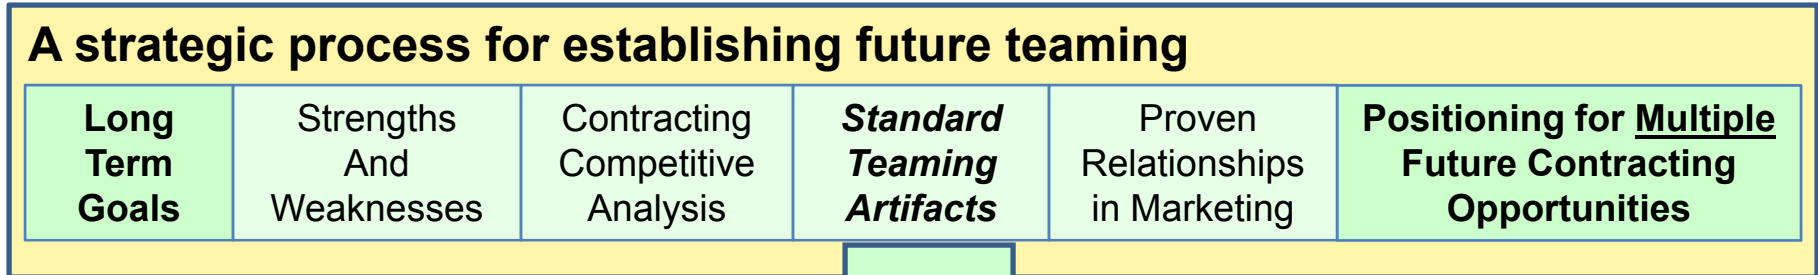 A strategic process for establishing future teaming
Long
Term
Goals
Strengths
And
Weaknesses
Contracting
Competitive
Analysis
Standard
Teaming
Artifacts
Proven
Relationships
in Marketing
Positioning for Multiple
Future Contracting
Opportunities